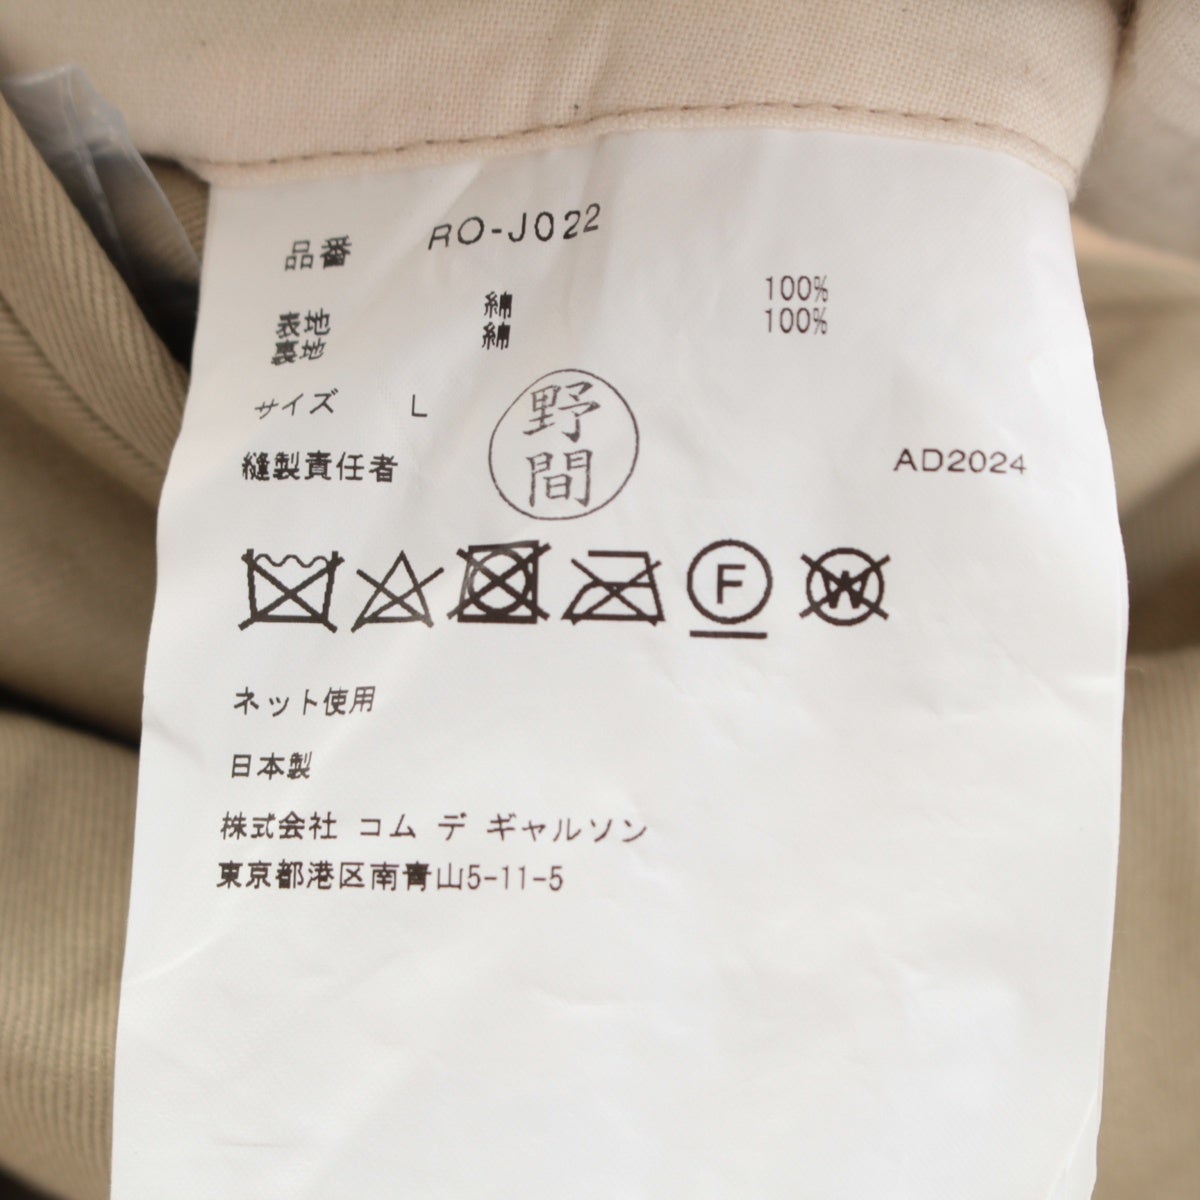 品番 RO-J022
表地 綿 100%
裏地 綿 100%
サイズ L
縫製責任者 野間 AD2024
F W
ネット使用
日本製
株式会社 コム デ ギャルソン
東京都港区南青山5-11-5